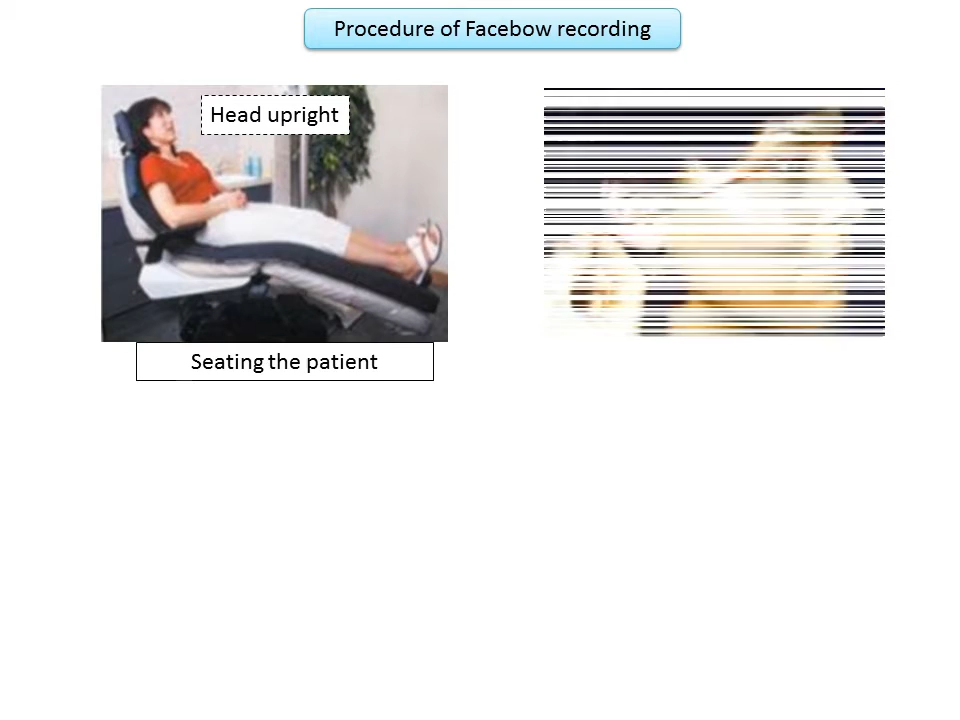 Procedure of Facebow recording
Head upright
Seating the patient